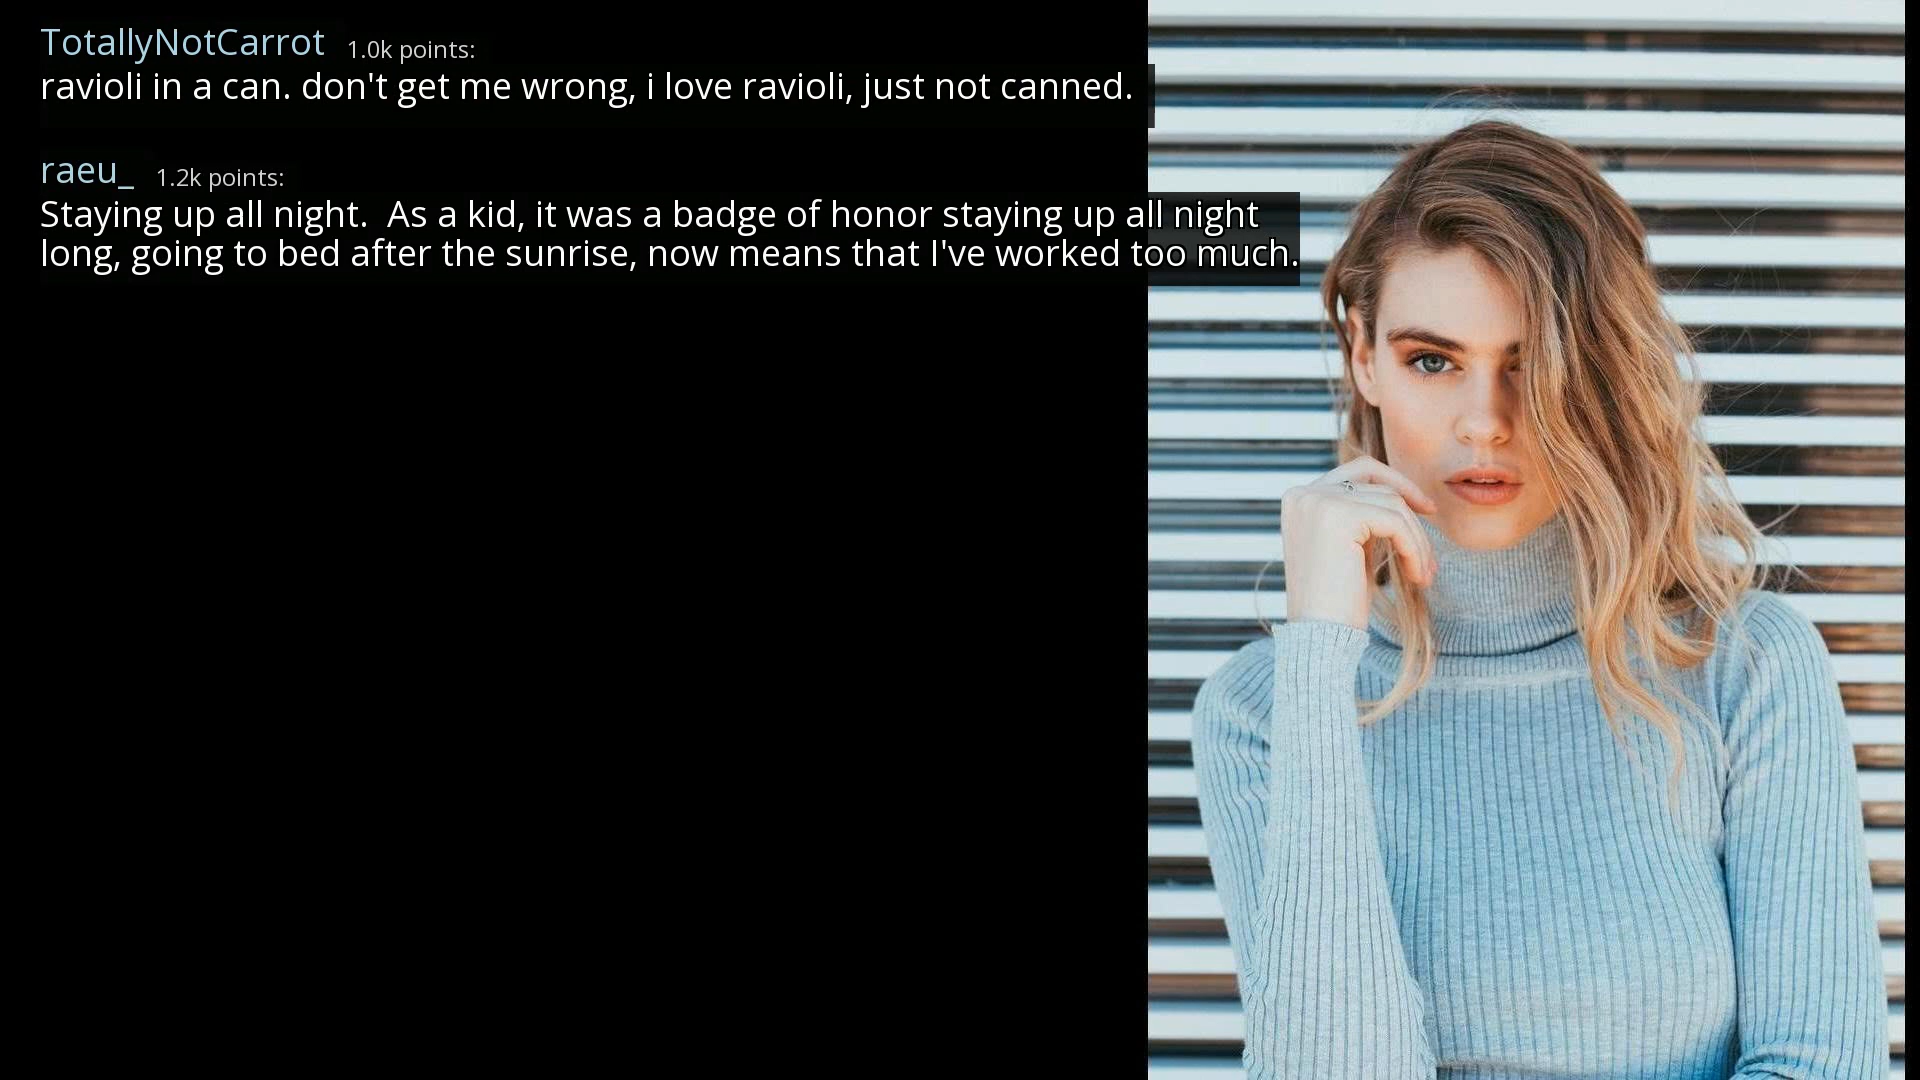 TotallyNotCarrot 1.0k points:
ravioli in a can. don't get me wrong, i love ravioli, just not canned.
raeu_ 1.2k points:
Staying up all night.  As a kid, it was a badge of honor staying up all night
long, going to bed after the sunrise, now means that I've worked too much.